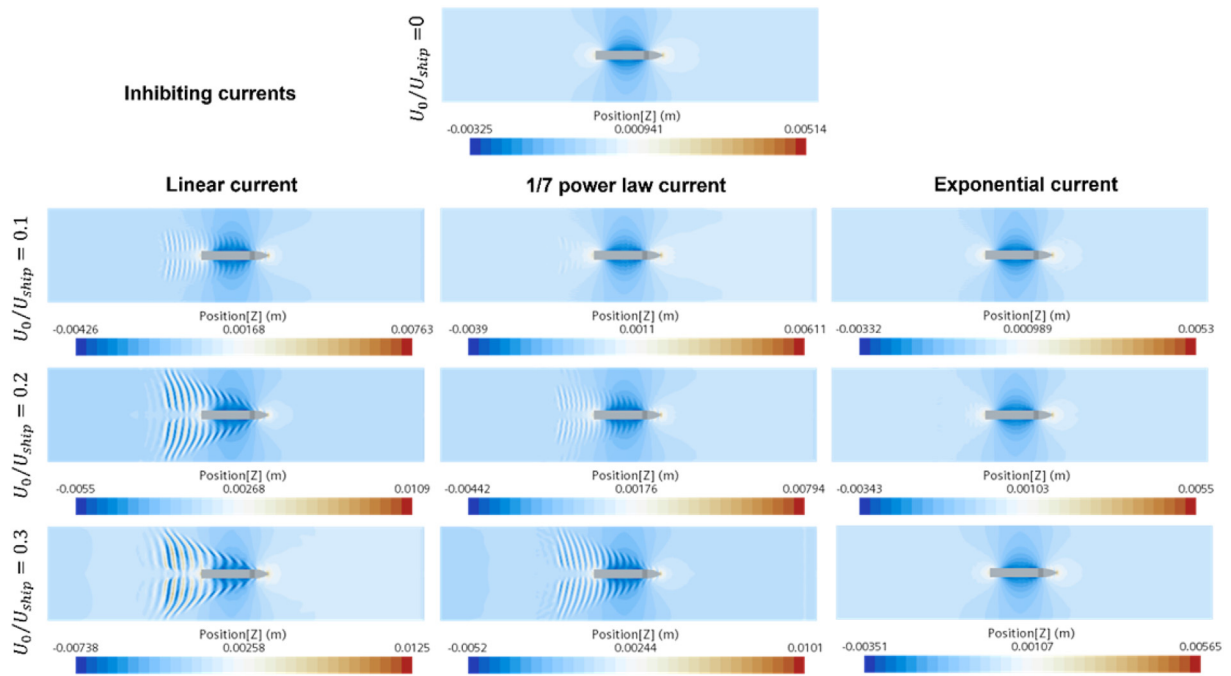 U₀/U_ship =0
Inhibiting currents
Position[Z] (m)
-0.00325 0.000941 0.00514
Linear current 1/7 power law current Exponential current
U₀/U_ship = 0.1
Position[Z] (m) Position[Z] (m) Position[Z] (m)
-0.00426 0.00168 0.00763 -0.0039 0.0011 0.00611 -0.00332 0.000989 0.0053
U₀/U_ship = 0.2
Position[Z] (m) Position[Z] (m) Position[Z] (m)
-0.0055 0.00268 0.0109 -0.00442 0.00176 0.00794 -0.00343 0.00103 0.0055
U₀/U_ship = 0.3
Position[Z] (m) Position[Z] (m) Position[Z] (m)
-0.00738 0.00258 0.0125 -0.0052 0.00244 0.0101 -0.00351 0.00107 0.00565